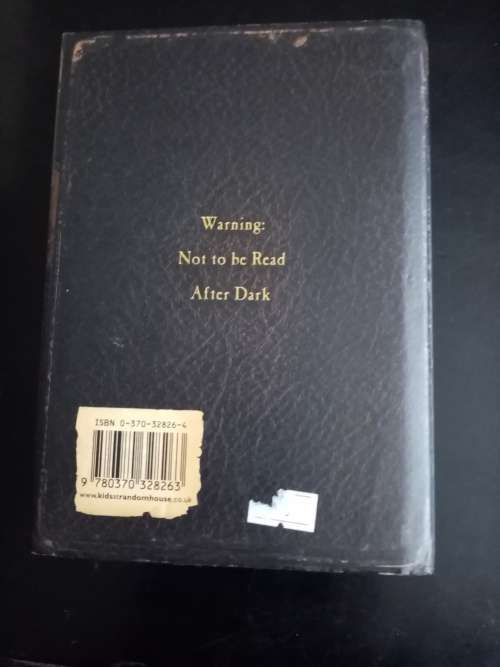 Warning:
Not to be Read
After Dark
ISBN 0-370-32826-4
9 780370 328263
www.kidsatrandomhouse.co.uk